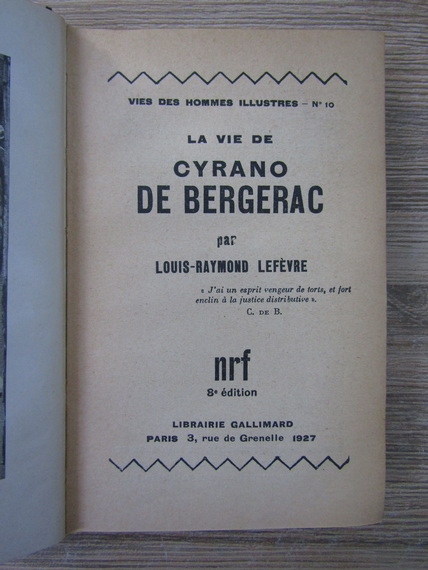 VIES DES HOMMES ILLUSTRES – N° 10
LA VIE DE
CYRANO
DE BERGERAC
par
LOUIS-RAYMOND LEFÈVRE
« J'ai un esprit vengeur de torts, et fort
enclin à la justice distributive ».
C. DE B.
nrf
8e édition
LIBRAIRIE GALLIMARD
PARIS 3, rue de Grenelle 1927